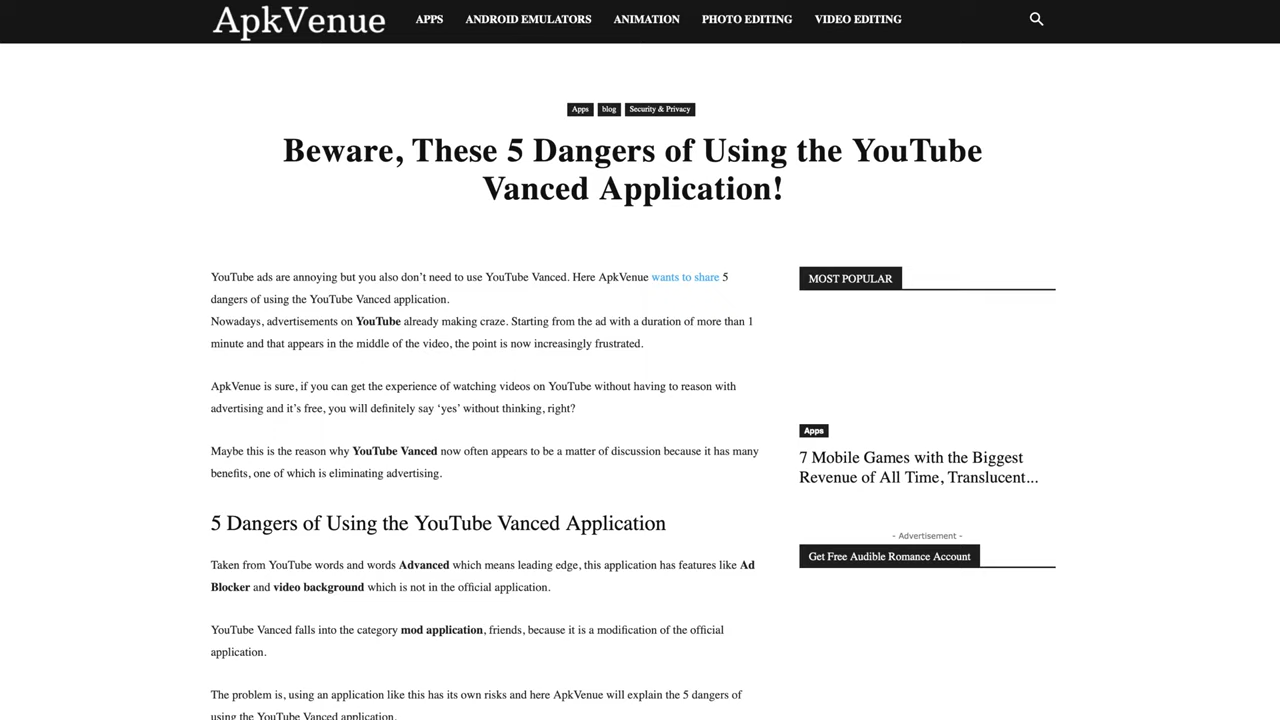 ApkVenue
APPS
ANDROID EMULATORS
ANIMATION
PHOTO EDITING
VIDEO EDITING
Apps
blog
Security & Privacy
Beware, These 5 Dangers of Using the YouTube
Vanced Application!
YouTube ads are annoying but you also don’t need to use YouTube Vanced. Here ApkVenue wants to share 5
dangers of using the YouTube Vanced application.
Nowadays, advertisements on YouTube already making craze. Starting from the ad with a duration of more than 1
minute and that appears in the middle of the video, the point is now increasingly frustrated.
ApkVenue is sure, if you can get the experience of watching videos on YouTube without having to reason with
advertising and it’s free, you will definitely say ‘yes’ without thinking, right?
Maybe this is the reason why YouTube Vanced now often appears to be a matter of discussion because it has many
benefits, one of which is eliminating advertising.
5 Dangers of Using the YouTube Vanced Application
Taken from YouTube words and words Advanced which means leading edge, this application has features like Ad
Blocker and video background which is not in the official application.
YouTube Vanced falls into the category mod application, friends, because it is a modification of the official
application.
The problem is, using an application like this has its own risks and here ApkVenue will explain the 5 dangers of
using the YouTube Vanced application.
MOST POPULAR
Apps
7 Mobile Games with the Biggest
Revenue of All Time, Translucent...
- Advertisement -
Get Free Audible Romance Account